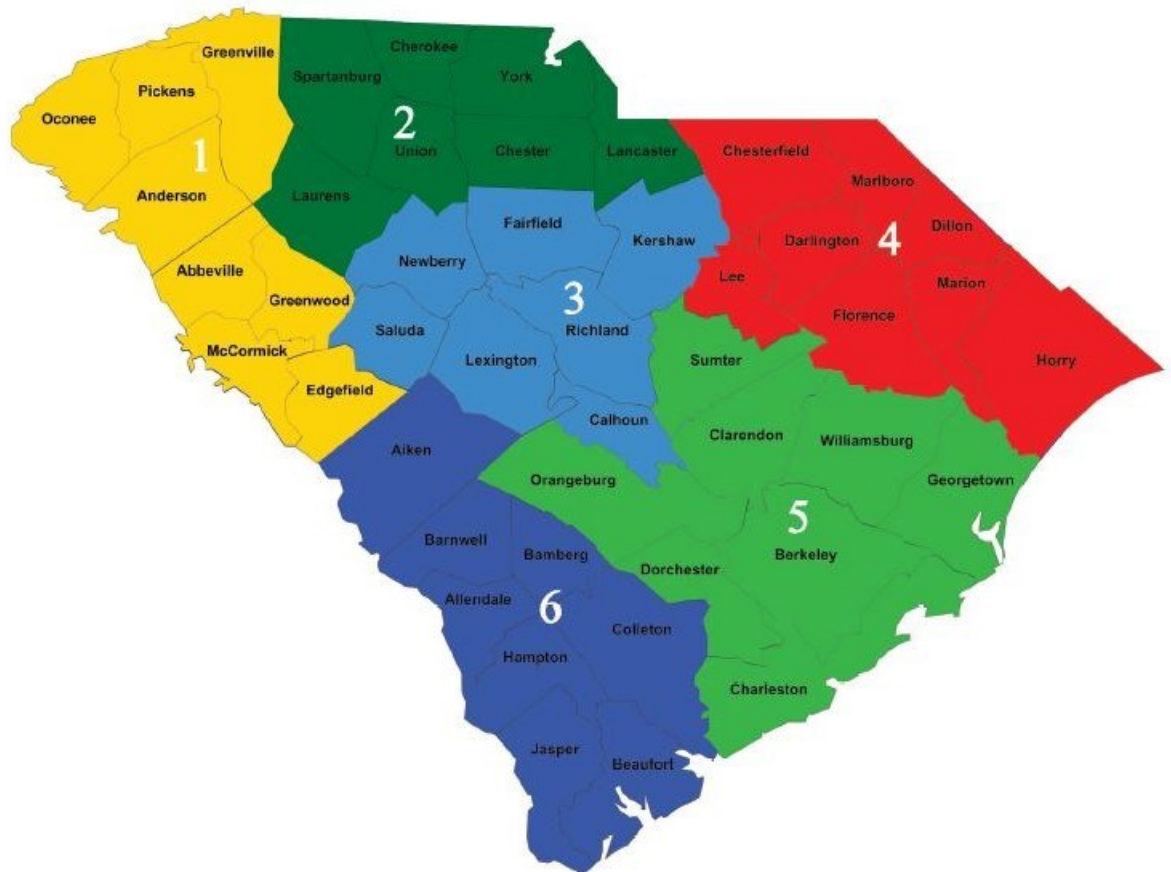 Greenville
Cherokee
Spartanburg
York
Pickens
Oconee
1
2
Union
Chester
Lancaster
Chesterfield
Marlboro
Anderson
Laurens
Fairfield
Dillon
Darlington
4
Kershaw
Newberry
Abbeville
Lee
Marion
Greenwood
3
Florence
Saluda
Richland
McCormick
Lexington
Sumter
Horry
Edgefield
Calhoun
Clarendon
Williamsburg
Aiken
Orangeburg
Georgetown
5
Barnwell
Bamberg
Berkeley
Dorchester
Allendale
6
Colleton
Hampton
Charleston
Jasper
Beaufort